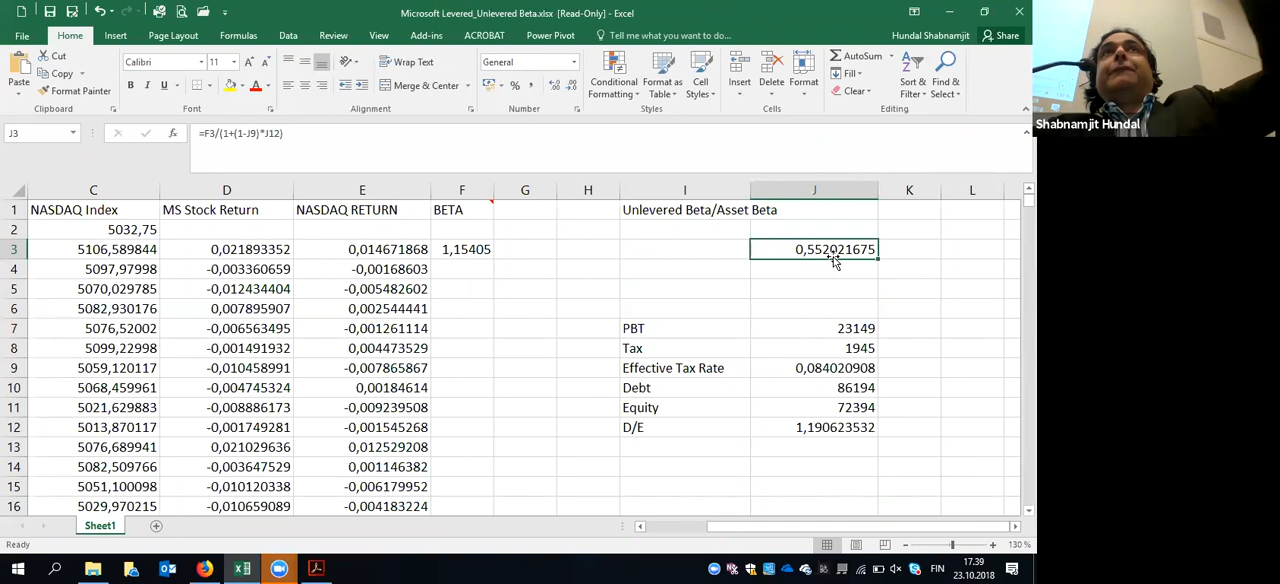 Microsoft Levered_Unlevered Beta.xlsx [Read-Only] - Excel
File Home Insert Page Layout Formulas Data Review View Add-ins ACROBAT Power Pivot Tell me what you want to do... Hundal Shabnamjit Share
Paste
Cut
Copy
Format Painter
Clipboard
Calibri 11
B I U
Font
Wrap Text
Merge & Center
Alignment
General
% ,
Number
Conditional Formatting
Format as Table
Cell Styles
Styles
Insert Delete Format
Cells
AutoSum
Fill
Clear
Sort & Filter
Find & Select
Editing
Shabnamjit Hundal
J3 fx =F3/(1+(1-J9)*J12)
C D E F G H I J K L
1 NASDAQ Index MS Stock Return NASDAQ RETURN BETA Unlevered Beta/Asset Beta
2 5032,75
3 5106,589844 0,021893352 0,014671868 1,15405 0,552021675
4 5097,97998 -0,003360659 -0,00168603
5 5070,029785 -0,012434404 -0,005482602
6 5082,930176 0,007895907 0,002544441
7 5076,52002 -0,006563495 -0,001261114 PBT 23149
8 5099,22998 -0,001491932 0,004473529 Tax 1945
9 5059,120117 -0,010458991 -0,007865867 Effective Tax Rate 0,084020908
10 5068,459961 -0,004745324 0,00184614 Debt 86194
11 5021,629883 -0,008886173 -0,009239508 Equity 72394
12 5013,870117 -0,001749281 -0,001545268 D/E 1,190623532
13 5076,689941 0,021029636 0,012529208
14 5082,509766 -0,003647529 0,001146382
15 5051,100098 -0,010120338 -0,006179952
16 5029,970215 -0,010659089 -0,004183224
Sheet1
Ready 130 %
FIN 17.39
23.10.2018